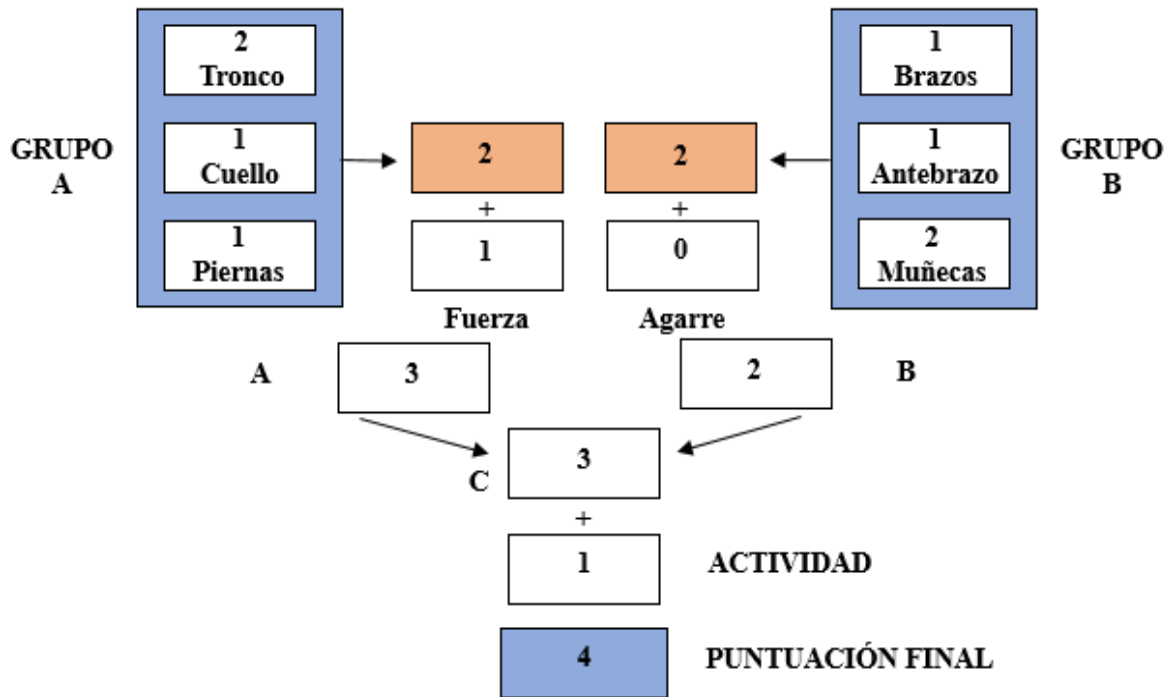 GRUPO
A
2
Tronco
1
Cuello
1
Piernas
2
+
1
Fuerza
2
+
0
Agarre
1
Brazos
1
Antebrazo
2
Muñecas
GRUPO
B
A
3
2
B
C
3
+
1
ACTIVIDAD
4
PUNTUACIÓN FINAL